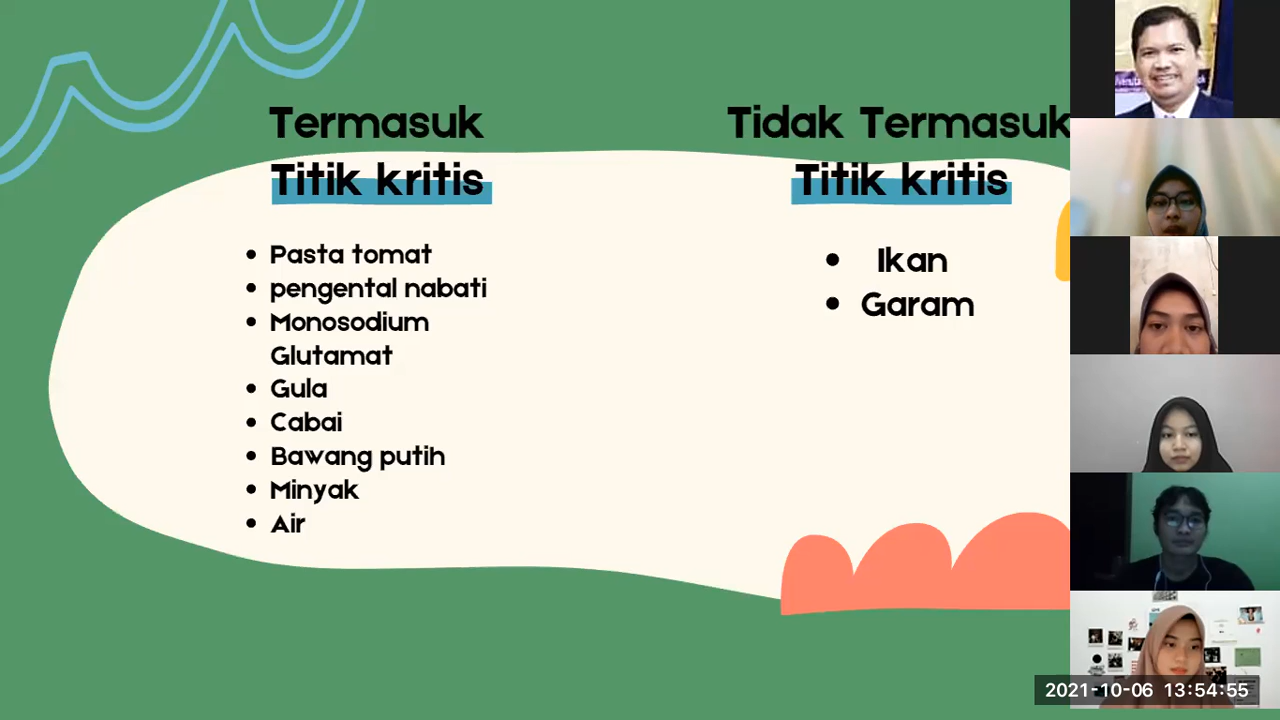 Termasuk
Titik kritis
Pasta tomat
pengental nabati
Monosodium
Glutamat
Gula
Cabai
Bawang putih
Minyak
Air
Tidak Termasuk
Titik kritis
Ikan
Garam
2021-10-06 13:54:55